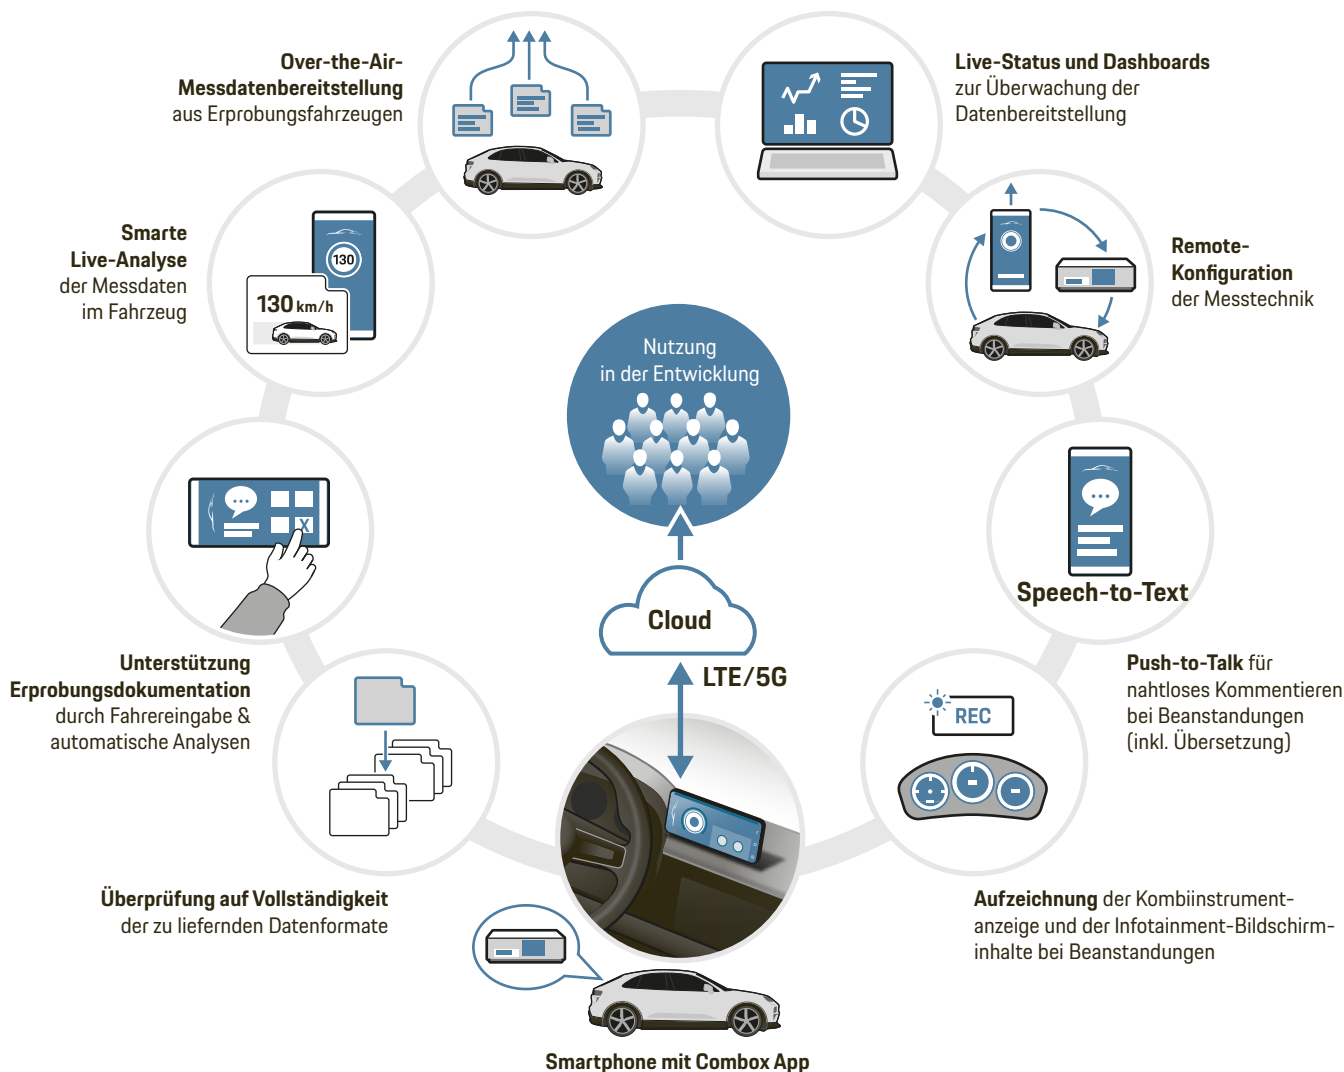 Over-the-Air-
Messdatenbereitstellung
aus Erprobungsfahrzeugen
Live-Status und Dashboards
zur Überwachung der
Datenbereitstellung
Smarte
Live-Analyse
der Messdaten
im Fahrzeug
130
130 km/h
Remote-
Konfiguration
der Messtechnik
Nutzung
in der Entwicklung
X
Speech-to-Text
Cloud
LTE/5G
Unterstützung
Erprobungsdokumentation
durch Fahrereingabe &
automatische Analysen
Push-to-Talk für
nahtloses Kommentieren
bei Beanstandungen
(inkl. Übersetzung)
REC
Überprüfung auf Vollständigkeit
der zu liefernden Datenformate
Aufzeichnung der Kombiinstrument-
anzeige und der Infotainment-Bildschirm-
inhalte bei Beanstandungen
Smartphone mit Combox App